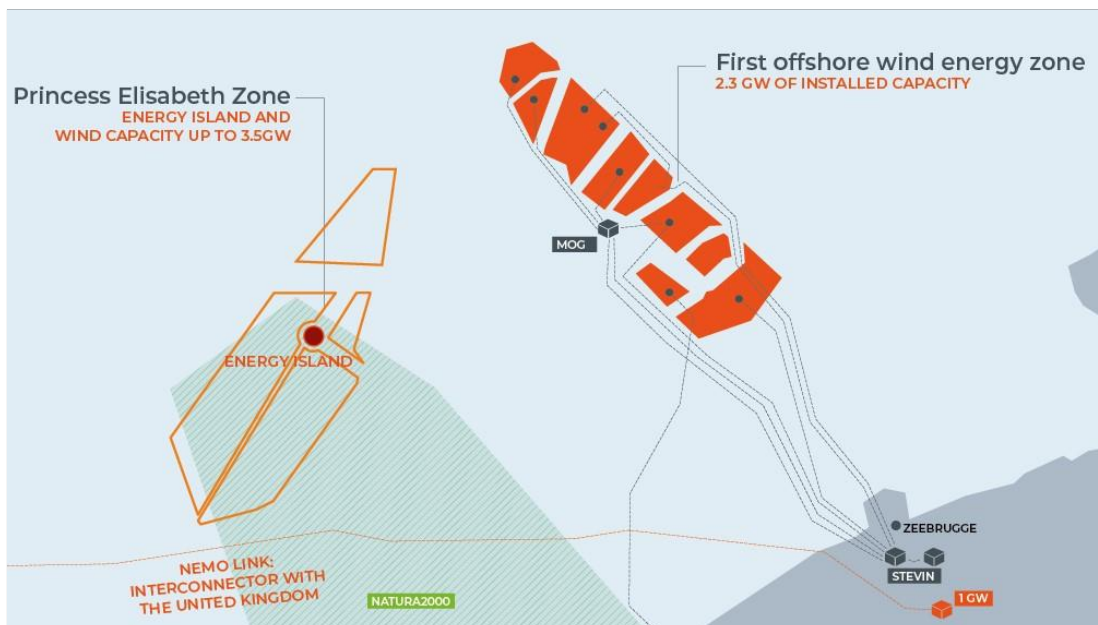 Princess Elisabeth Zone
ENERGY ISLAND AND
WIND CAPACITY UP TO 3.5GW
First offshore wind energy zone
2.3 GW OF INSTALLED CAPACITY
MOG
ENERGY ISLAND
ZEEBRUGGE
STEVIN
1 GW
NEMO LINK:
INTERCONNECTOR WITH
THE UNITED KINGDOM
NATURA2000